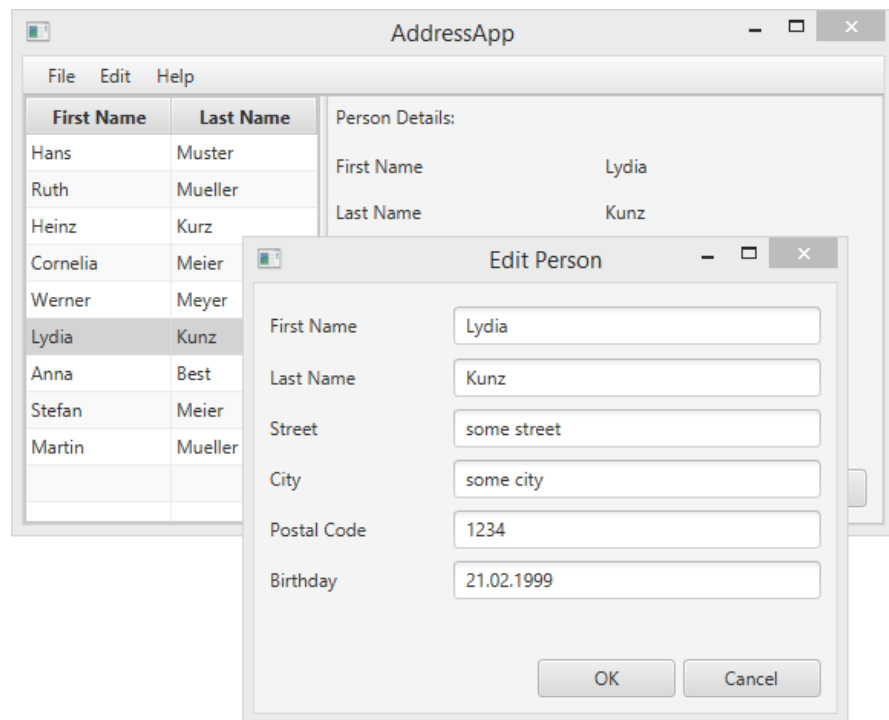 AddressApp
File Edit Help
First Name Last Name
Hans Muster
Ruth Mueller
Heinz Kurz
Cornelia Meier
Werner Meyer
Lydia Kunz
Anna Best
Stefan Meier
Martin Mueller
Person Details:
First Name Lydia
Last Name Kunz
Edit Person
First Name Lydia
Last Name Kunz
Street some street
City some city
Postal Code 1234
Birthday 21.02.1999
OK Cancel